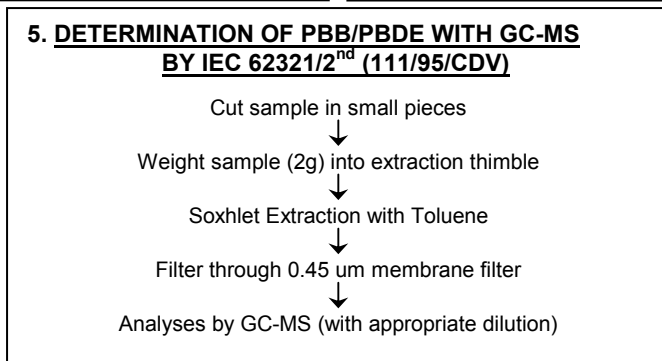 5. DETERMINATION OF PBB/PBDE WITH GC-MS
BY IEC 62321/2nd (111/95/CDV)
Cut sample in small pieces
Weight sample (2g) into extraction thimble
Soxhlet Extraction with Toluene
Filter through 0.45 um membrane filter
Analyses by GC-MS (with appropriate dilution)